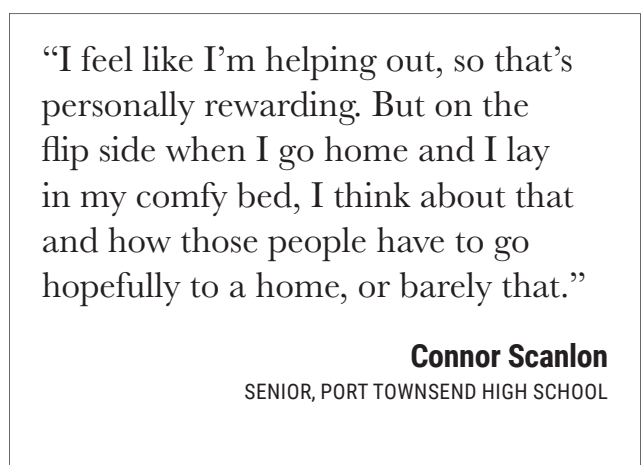 “I feel like I’m helping out, so that’s
personally rewarding. But on the
flip side when I go home and I lay
in my comfy bed, I think about that
and how those people have to go
hopefully to a home, or barely that.”
Connor Scanlon
SENIOR, PORT TOWNSEND HIGH SCHOOL